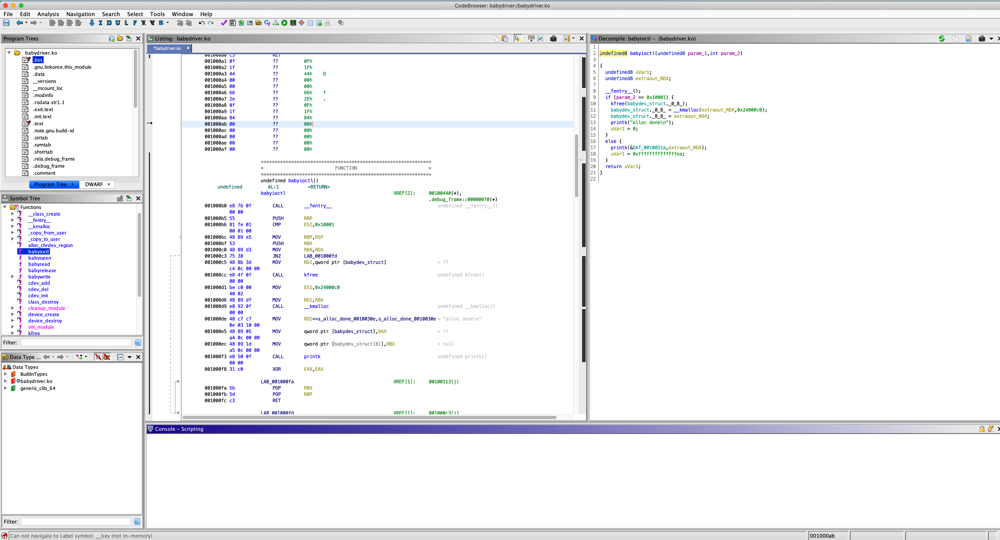 CodeBrowser: babydriver:/babydriver.ko
File Edit Analysis Navigation Search Select Tools Window Help
I D U L F F V B
Program Trees
babydriver.ko
.bss
.gnu.linkonce.this_module
.data
__versions
__mcount_loc
.modinfo
.rodata.str1.1
.exit.text
.init.text
.text
.note.gnu.build-id
.strtab
.symtab
.shstrtab
.rela.debug_frame
.debug_frame
.comment
Program Tree × DWARF ×
Symbol Tree
Functions
__class_create
__fentry__
__kmalloc
_copy_from_user
_copy_to_user
alloc_chrdev_region
babyioctl
babyopen
babyread
babyrelease
babywrite
cdev_add
cdev_del
cdev_init
class_destroy
cleanup_module
device_create
device_destroy
init_module
kfree
Filter:
Data Type ...
Data Types
BuiltInTypes
babydriver.ko
generic_clib_64
Filter:
Listing: babydriver.ko
*babydriver.ko
001000a0 c3 RET
001000a1 0f ?? 0Fh
001000a2 1f ?? 1Fh
001000a3 44 ?? 44h D
001000a4 00 ?? 00h
001000a5 00 ?? 00h
001000a6 66 ?? 66h f
001000a7 2e ?? 2Eh .
001000a8 0f ?? 0Fh
001000a9 1f ?? 1Fh
001000aa 84 ?? 84h
001000ab 00 ?? 00h
001000ac 00 ?? 00h
001000ad 00 ?? 00h
001000ae 00 ?? 00h
001000af 00 ?? 00h
**************************************************************
* FUNCTION *
**************************************************************
undefined babyioctl()
undefined AL:1 <RETURN>
babyioctl XREF[2]: 00100440(*),
.debug_frame::00000070(*)
001000b0 e8 7b 0f CALL __fentry__ undefined __fentry__()
00 00
001000b5 55 PUSH RBP
001000b6 81 fe 01 CMP ESI,0x10001
00 01 00
001000bc 48 89 e5 MOV RBP,RSP
001000bf 53 PUSH RBX
001000c0 48 89 d3 MOV RBX,RDX
001000c3 75 38 JNZ LAB_001000fd
001000c5 48 8b 3d MOV RDI,qword ptr [babydev_struct] = ??
c4 0c 00 00
001000cc e8 4f 0f CALL kfree undefined kfree()
00 00
001000d1 be c0 00 MOV ESI,0x24000c0
40 02
001000d6 48 89 df MOV RDI,RBX
001000d9 e8 92 0f CALL __kmalloc undefined __kmalloc()
00 00
001000de 48 c7 c7 MOV RDI=>s_alloc_done_0010030e,s_alloc_done_0010030e = "alloc done\n"
0e 03 10 00
001000e5 48 89 05 MOV qword ptr [babydev_struct],RAX = ??
a4 0c 00 00
001000ec 48 89 1d MOV qword ptr [babydev_struct[8]],RBX = null
a5 0c 00 00
001000f3 e8 50 0f CALL printk undefined printk()
00 00
001000f8 31 c0 XOR EAX,EAX
LAB_001000fa XREF[1]: 00100113(j)
001000fa 5b POP RBX
001000fb 5d POP RBP
001000fc c3 RET
LAB_001000fd XREF[1]: 001000c3(j)
Decompile: babyioctl - (babydriver.ko)
1
2 undefined8 babyioctl(undefined8 param_1,int param_2)
3
4 {
5 undefined8 uVar1;
6 undefined8 extraout_RDX;
7
8 __fentry__();
9 if (param_2 == 0x10001) {
10 kfree(babydev_struct._0_8_);
11 babydev_struct._0_8_ = __kmalloc(extraout_RDX,0x24000c0);
12 babydev_struct._8_8_ = extraout_RDX;
13 printk("alloc done\n");
14 uVar1 = 0;
15 }
16 else {
17 printk(&DAT_0010031a,extraout_RDX);
18 uVar1 = 0xffffffffffffffea;
19 }
20 return uVar1;
21 }
22
Console - Scripting
Can not navigate to Label symbol: __key (not in-memory)
001000ab